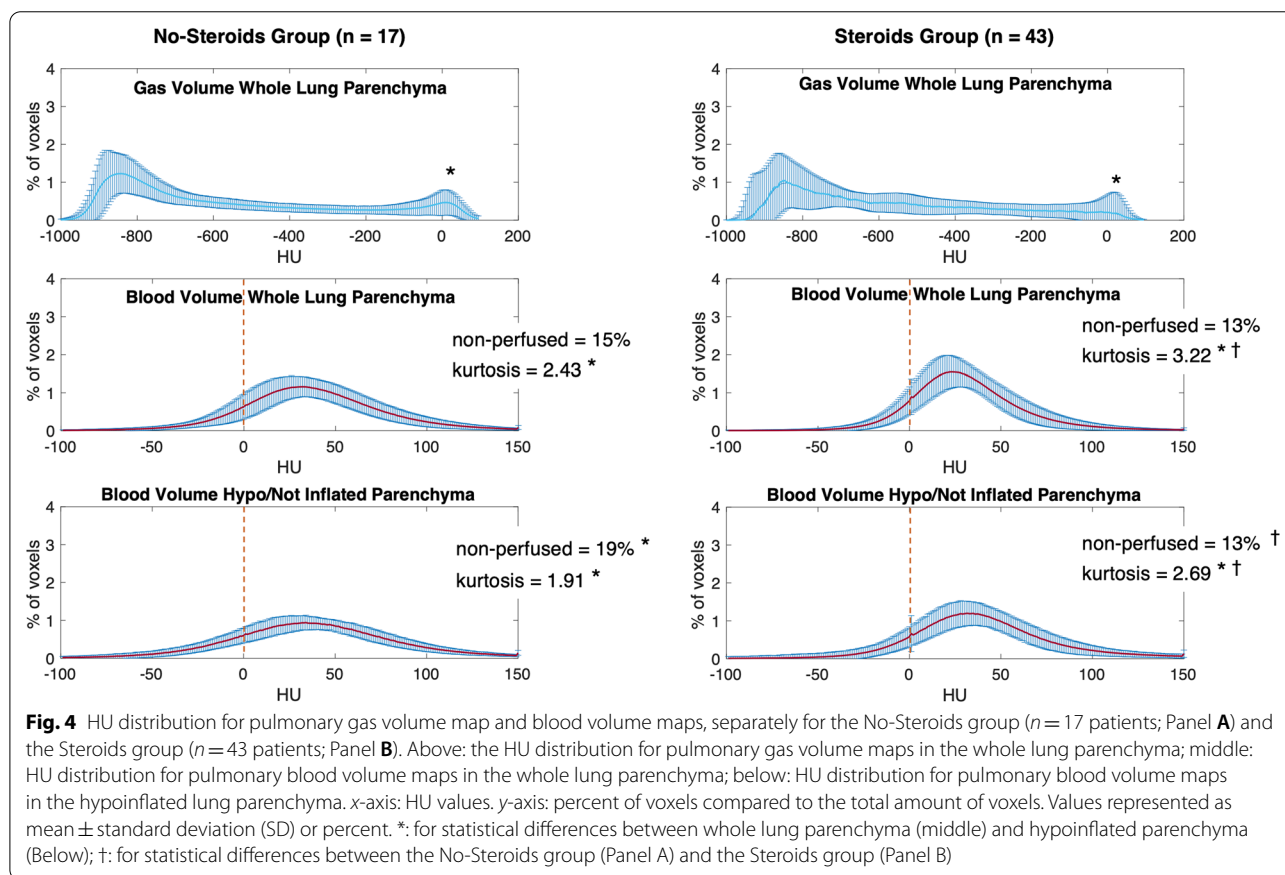 No-Steroids Group (n = 17)
Gas Volume Whole Lung Parenchyma
% of voxels
4
3
2
1
0
*
-1000 -800 -600 -400 -200 0 200
HU
Blood Volume Whole Lung Parenchyma
% of voxels
4
3
2
1
0
non-perfused = 15%
kurtosis = 2.43 *
-100 -50 0 50 100 150
HU
Blood Volume Hypo/Not Inflated Parenchyma
% of voxels
4
3
2
1
0
non-perfused = 19% *
kurtosis = 1.91 *
-100 -50 0 50 100 150
HU
Steroids Group (n = 43)
Gas Volume Whole Lung Parenchyma
% of voxels
4
3
2
1
0
*
-1000 -800 -600 -400 -200 0 200
HU
Blood Volume Whole Lung Parenchyma
% of voxels
4
3
2
1
0
non-perfused = 13%
kurtosis = 3.22 * †
-100 -50 0 50 100 150
HU
Blood Volume Hypo/Not Inflated Parenchyma
% of voxels
4
3
2
1
0
non-perfused = 13% †
kurtosis = 2.69 * †
-100 -50 0 50 100 150
HU
Fig. 4 HU distribution for pulmonary gas volume map and blood volume maps, separately for the No-Steroids group (n = 17 patients; Panel A) and
the Steroids group (n = 43 patients; Panel B). Above: the HU distribution for pulmonary gas volume maps in the whole lung parenchyma; middle:
HU distribution for pulmonary blood volume maps in the whole lung parenchyma; below: HU distribution for pulmonary blood volume maps
in the hypoinflated lung parenchyma. x-axis: HU values. y-axis: percent of voxels compared to the total amount of voxels. Values represented as
mean ± standard deviation (SD) or percent. *: for statistical differences between whole lung parenchyma (middle) and hypoinflated parenchyma
(Below); †: for statistical differences between the No-Steroids group (Panel A) and the Steroids group (Panel B)